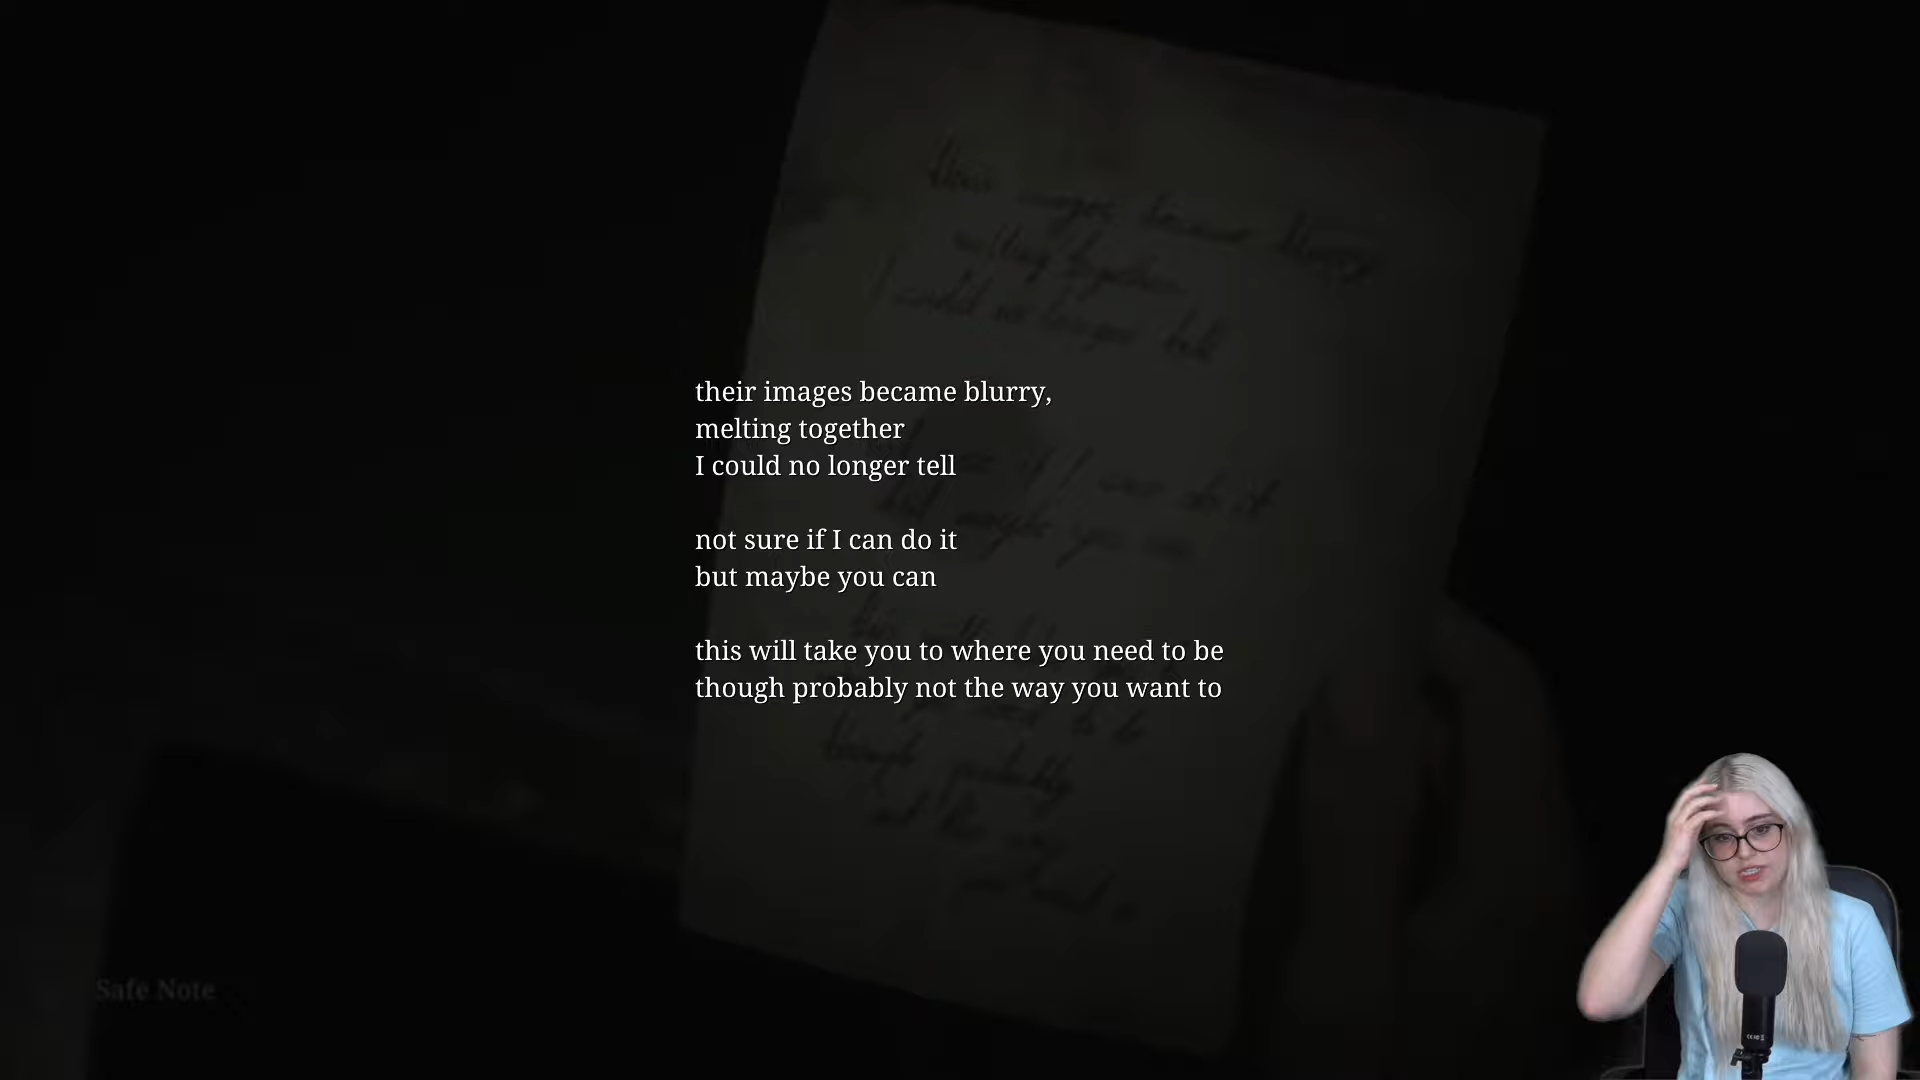 their images became blurry,
melting together
I could no longer tell
not sure if I can do it
but maybe you can
this will take you to where you need to be
though probably not the way you want to
Safe Note